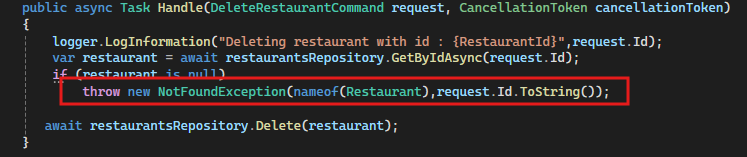 public async Task Handle(DeleteRestaurantCommand request, CancellationToken cancellationToken)
{
logger.LogInformation("Deleting restaurant with id : {RestaurantId}",request.Id);
var restaurant = await restaurantsRepository.GetByIdAsync(request.Id);
if (restaurant is null)
throw new NotFoundException(nameof(Restaurant),request.Id.ToString());
await restaurantsRepository.Delete(restaurant);
}